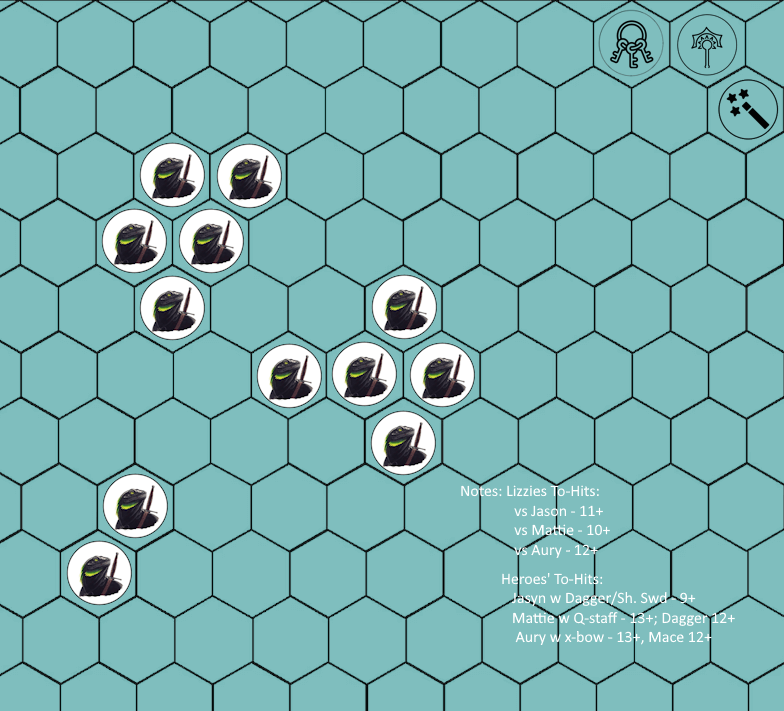 Notes: Lizzies To-Hits:
vs Jason - 11+
vs Mattie - 10+
vs Aury - 12+
Heroes' To-Hits:
Jasyn w Dagger/Sh. Swd - 9+
Mattie w Q-staff - 13+; Dagger 12+
Aury w x-bow - 13+, Mace 12+